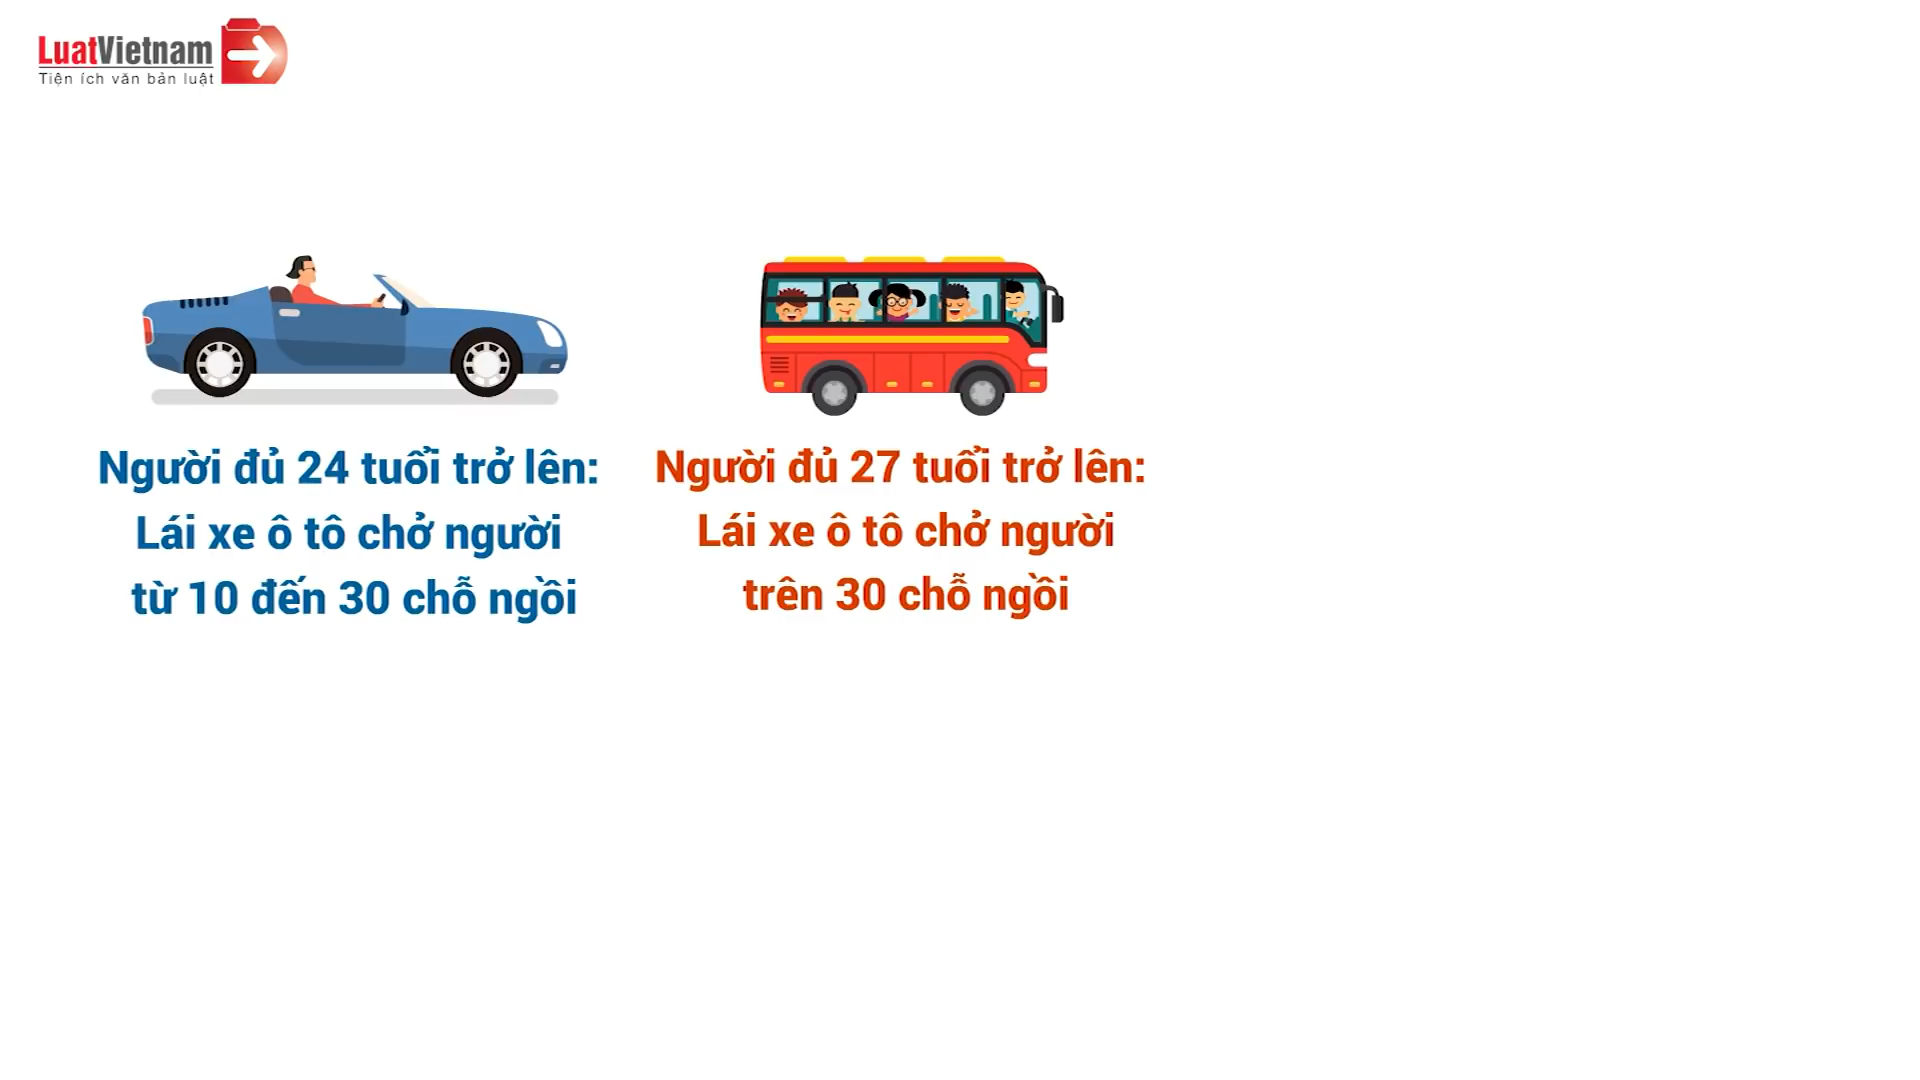 LuatVietnam
Tiện ích văn bản luật
Người đủ 24 tuổi trở lên:
Lái xe ô tô chở người
từ 10 đến 30 chỗ ngồi
Người đủ 27 tuổi trở lên:
Lái xe ô tô chở người
trên 30 chỗ ngồi